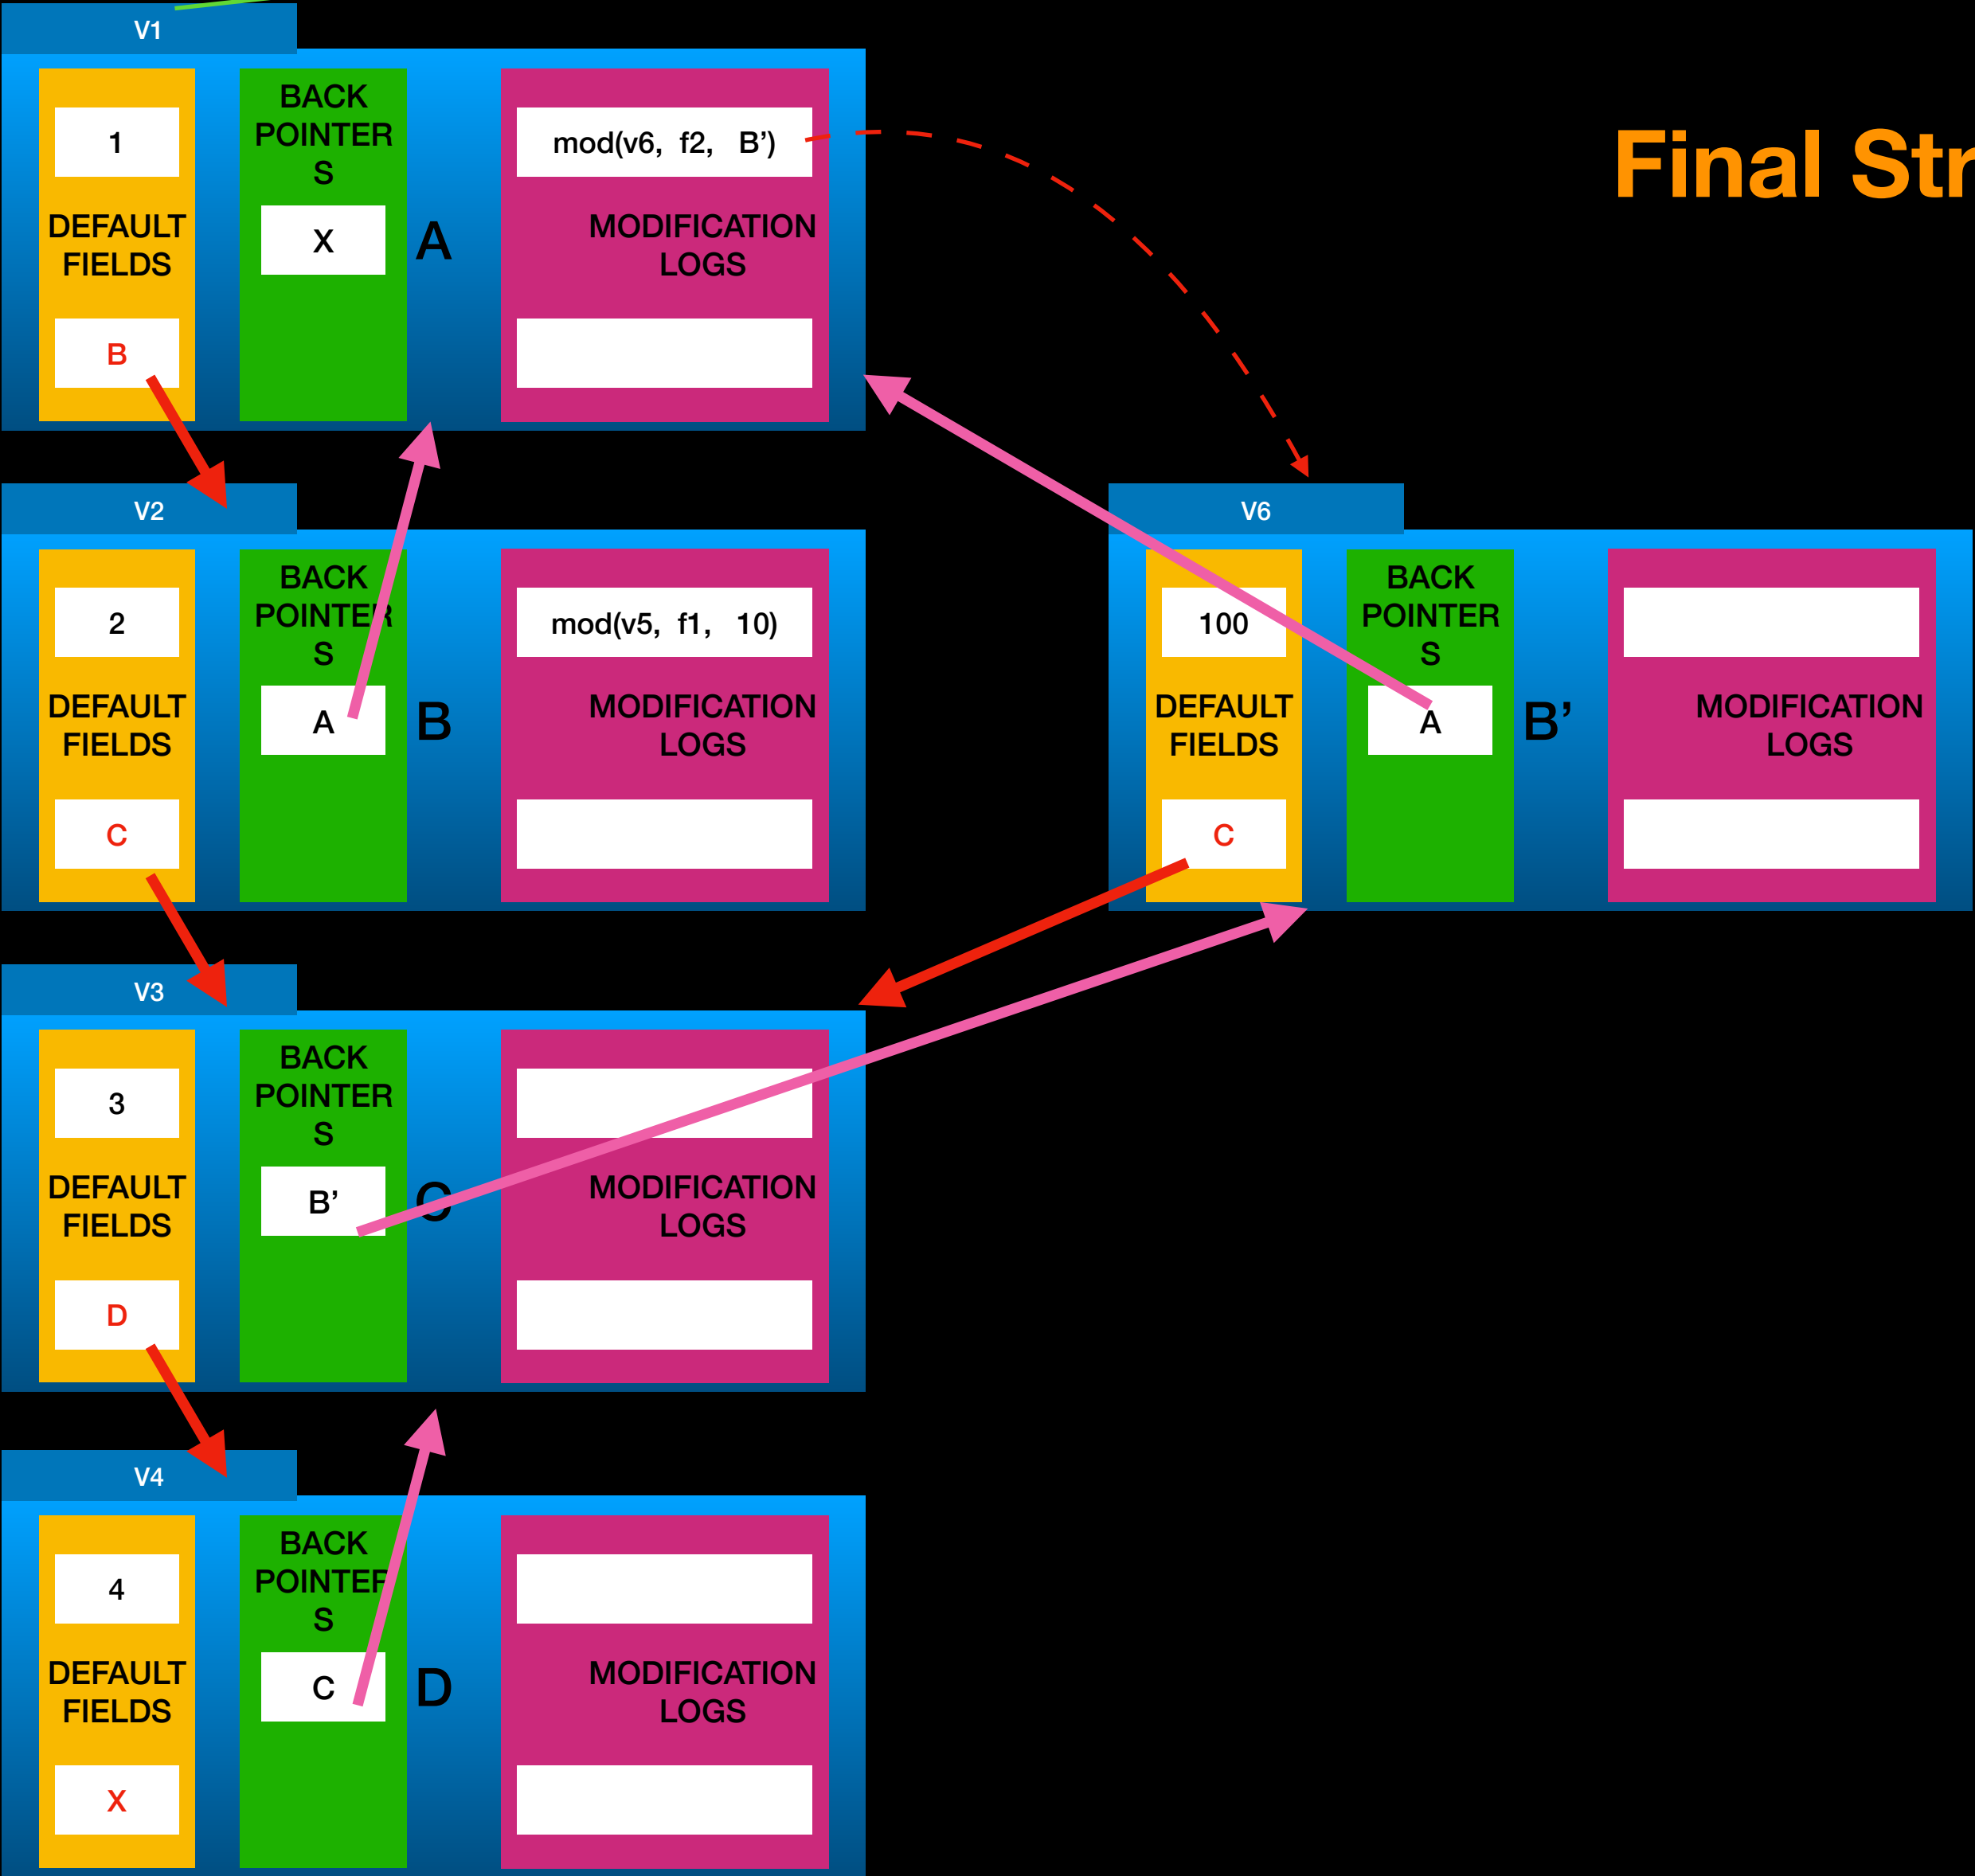 V1
1
DEFAULT
FIELDS
B
BACK
POINTER
S
X
A
mod(v6, f2, B’)
MODIFICATION
LOGS
Final Str
V2
2
DEFAULT
FIELDS
C
BACK
POINTER
S
A
B
mod(v5, f1, 10)
MODIFICATION
LOGS
V6
100
DEFAULT
FIELDS
C
BACK
POINTER
S
A
B’
MODIFICATION
LOGS
V3
3
DEFAULT
FIELDS
D
BACK
POINTER
S
B’
C
MODIFICATION
LOGS
V4
4
DEFAULT
FIELDS
X
BACK
POINTER
S
C
D
MODIFICATION
LOGS